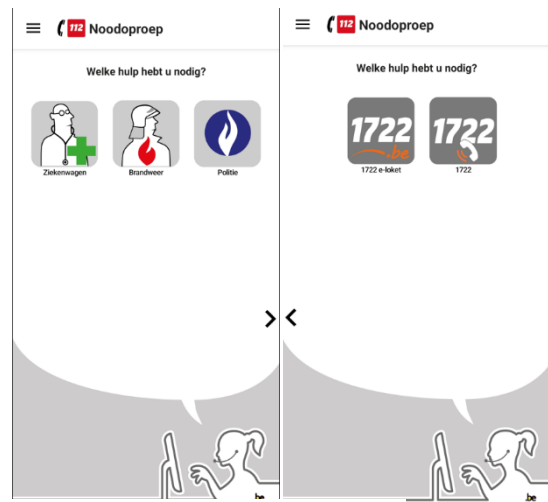 112 Noodoproep
Welke hulp hebt u nodig?
Ziekenwagen Brandweer Politie
.be
112 Noodoproep
Welke hulp hebt u nodig?
1722 .be 1722
1722 e-loket 1722
.be